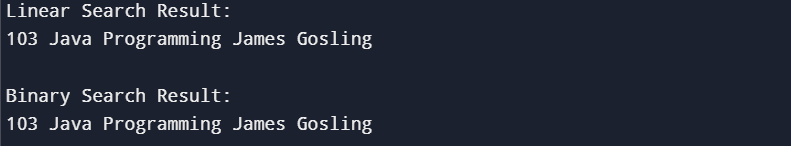 Linear Search Result:
103 Java Programming James Gosling
Binary Search Result:
103 Java Programming James Gosling